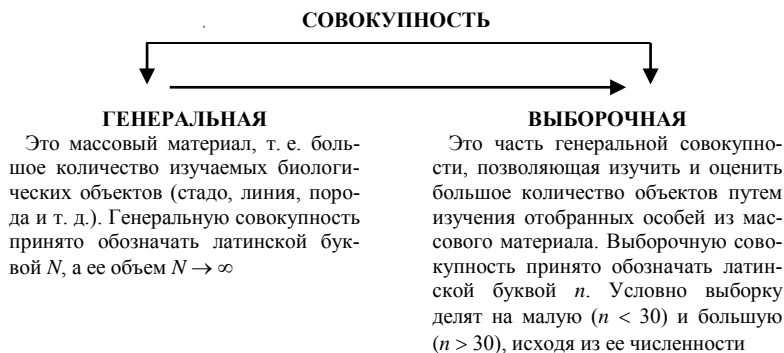 СОВОКУПНОСТЬ
ГЕНЕРАЛЬНАЯ
Это массовый материал, т. е. боль-
шое количество изучаемых биологи-
ческих объектов (стадо, линия, поро-
да и т. д.). Генеральную совокупность
принято обозначать латинской бук-
вой N, а ее объем N → ∞
ВЫБОРОЧНАЯ
Это часть генеральной совокупно-
сти, позволяющая изучить и оценить
большое количество объектов путем
изучения отобранных особей из мас-
сового материала. Выборочную сово-
купность принято обозначать латин-
ской буквой n. Условно выборку
делят на малую (n < 30) и большую
(n > 30), исходя из ее численности